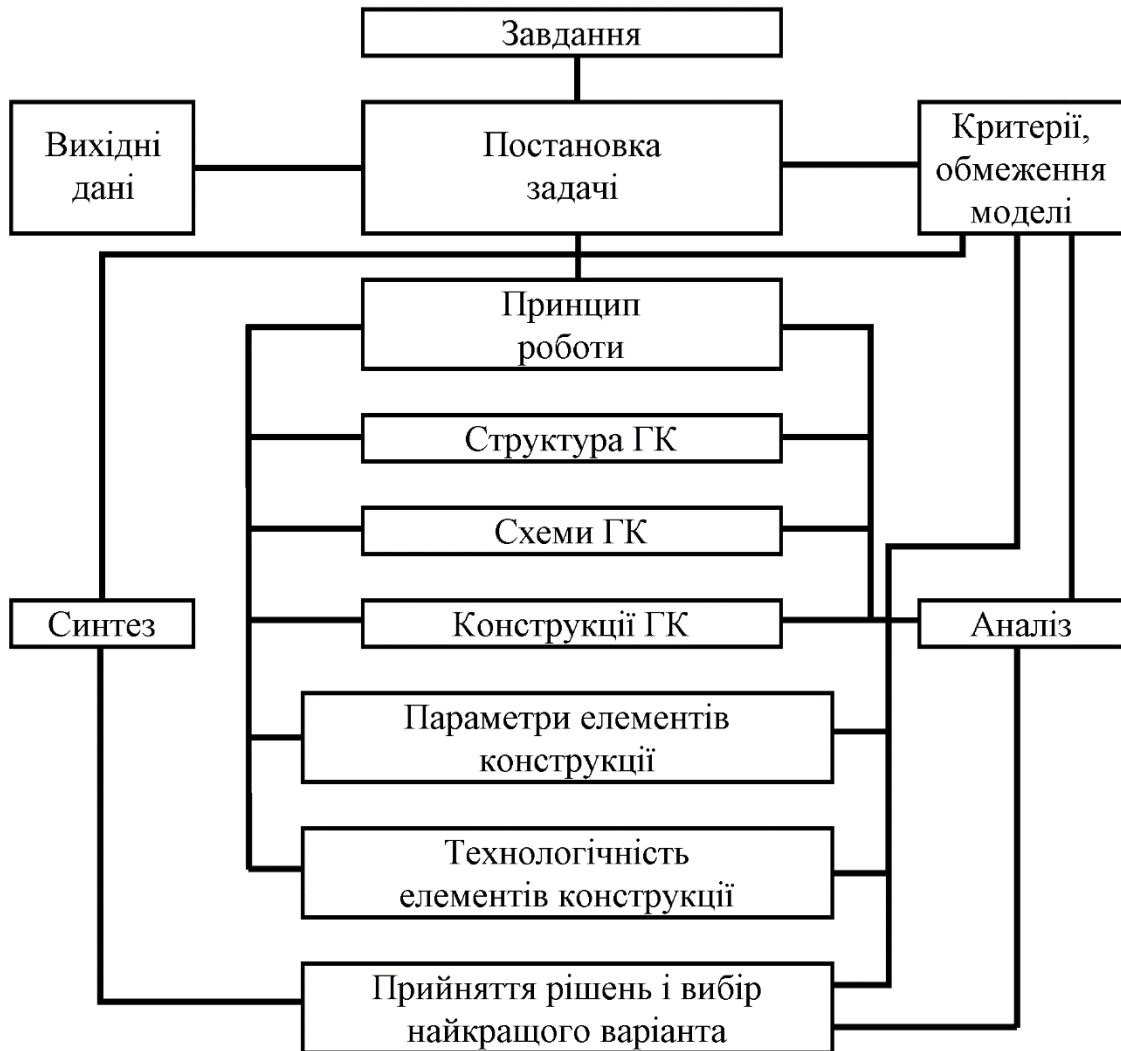 Завдання
Вихідні
дані
Постановка
задачі
Критерії,
обмеження
моделі
Принцип
роботи
Структура ГК
Схеми ГК
Синтез
Конструкції ГК
Аналіз
Параметри елементів
конструкції
Технологічність
елементів конструкції
Прийняття рішень і вибір
найкращого варіанта